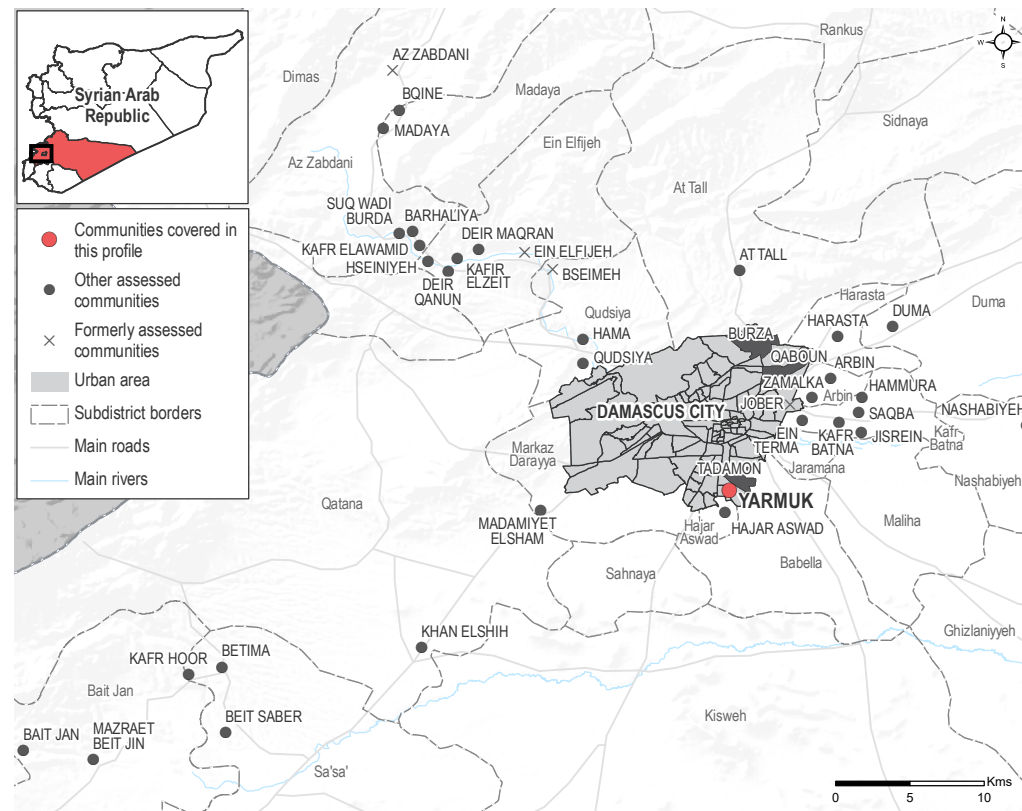 Syrian Arab
Republic
Communities covered in
this profile
Other assessed
communities
Formerly assessed
communities
Urban area
Subdistrict borders
Main roads
Main rivers
Rankus
N
W
E
S
AZ ZABDANI
Dimas
BQINE
Madaya
MADAYA
Sidnaya
Ein Elfijeh
Az Zabdani
At Tall
SUQ WADI
BURDA
BARHALIYA
DEIR MAQRAN
KAFR ELAWAMID
EIN ELFIJEH
HSEINIYEH
KAFIR
ELZEIT
BSEIMEH
DEIR
QANUN
AT TALL
Harasta
Duma
Qudsiya
DUMA
HARASTA
HAMA
BURZA
QUDSIYA
QABOUN
ARBIN
ZAMALKA
HAMMURA
Arbin
JOBER
DAMASCUS CITY
SAQBA
NASHABIYEH
EIN
TERMA
KAFR
BATNA
JISREIN
Kafr
Batna
Markaz
Darayya
TADAMON
Jaramana
Nashabiyeh
Qatana
YARMUK
MADAMIYET
ELSHAM
Hajar
Aswad
HAJAR ASWAD
Maliha
Sahnaya
Babella
KHAN ELSHIH
Ghizlaniyyeh
KAFR HOOR
BETIMA
Bait Jan
BEIT SABER
Kisweh
BAIT JAN
MAZRAET
BEIT JIN
Sa'sa'
Kms
0
5
10